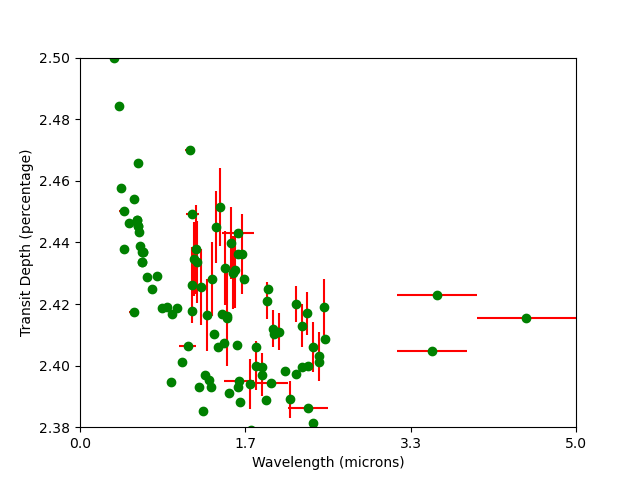 2.50
2.48
2.46
2.44
2.42
2.40
2.38
Transit Depth (percentage)
0.0 1.7 3.3 5.0
Wavelength (microns)